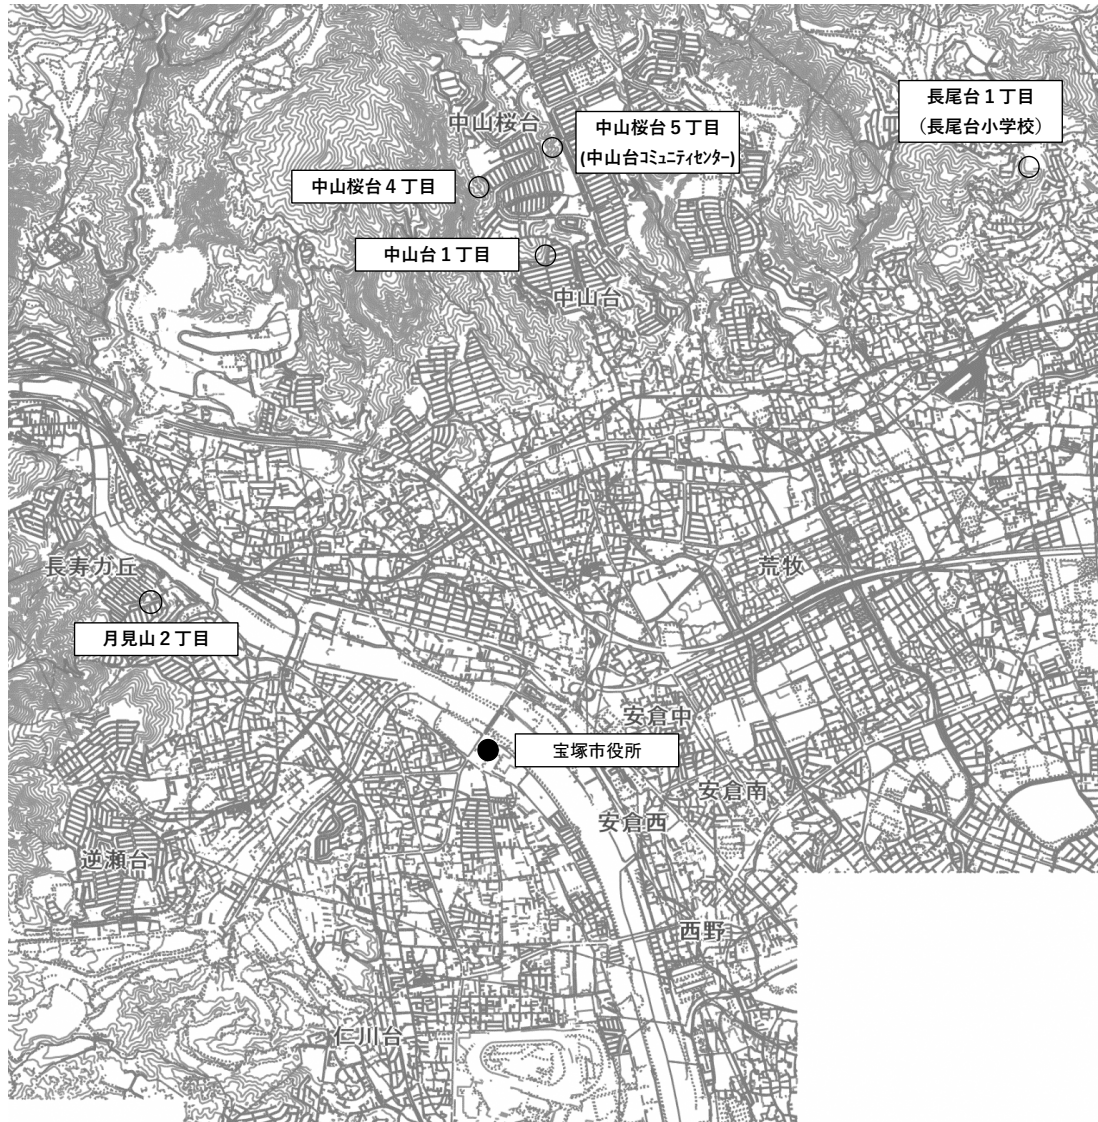 長尾台１丁目
（長尾台小学校）
中山桜台
中山桜台５丁目
(中山台ｺﾐｭﾆﾃｨｾﾝﾀｰ)
中山桜台４丁目
中山台１丁目
中山台
長寿ガ丘
荒牧
月見山２丁目
安倉中
宝塚市役所
安倉南
安倉西
逆瀬台
西野
仁川台